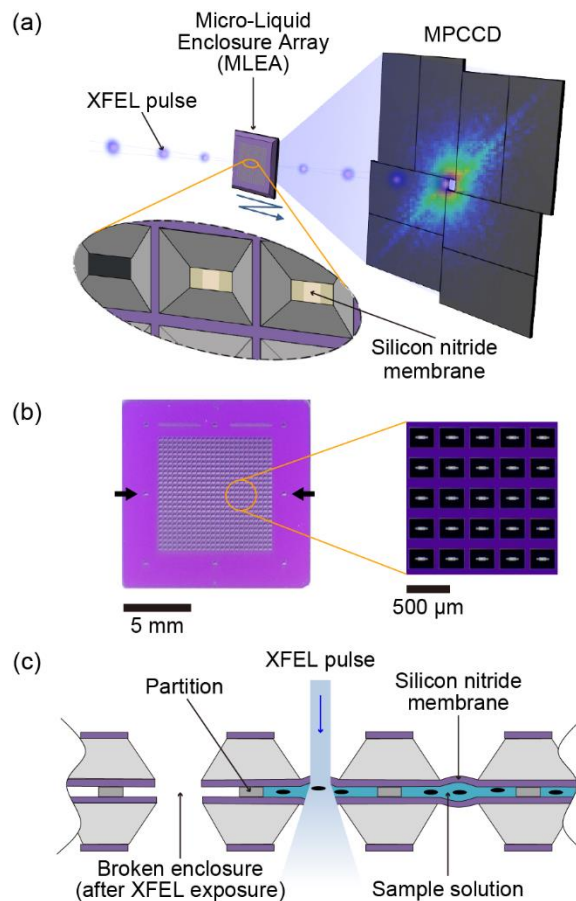 (a)
Micro-Liquid
Enclosure Array
(MLEA)
MPCCD
XFEL pulse
Silicon nitride
membrane
(b)
5 mm
500 μm
(c)
XFEL pulse
Partition
Silicon nitride
membrane
Broken enclosure
(after XFEL exposure)
Sample solution